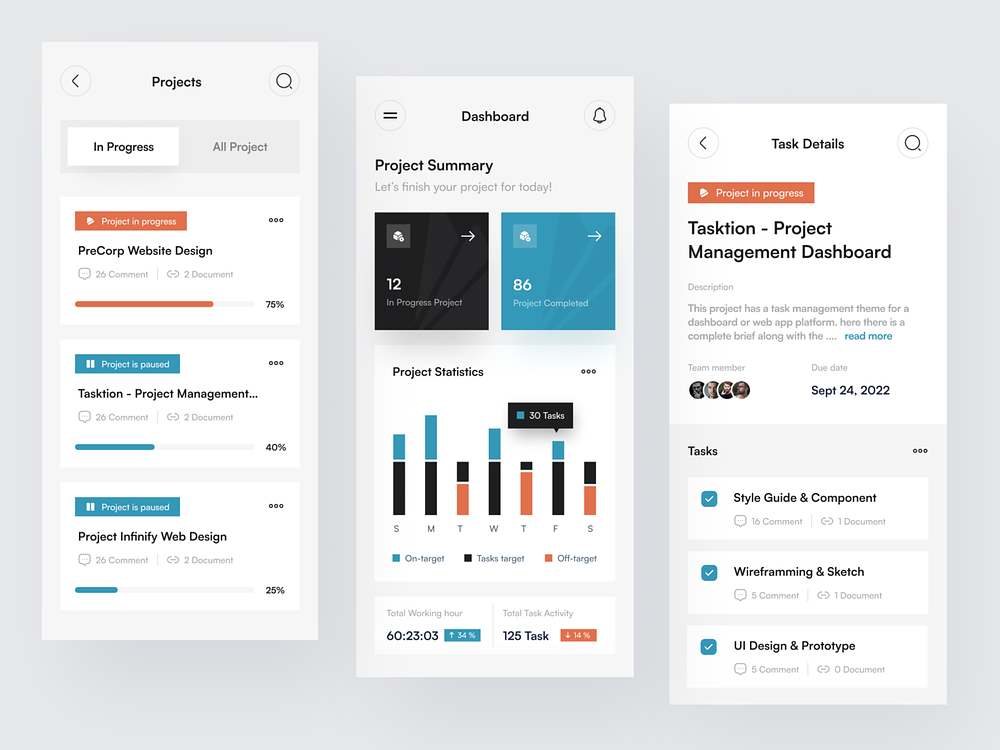 Projects
In Progress
All Project
Project in progress
PreCorp Website Design
26 Comment
2 Document
75%
Project is paused
Tasktion - Project Management...
26 Comment
2 Document
40%
Project is paused
Project Infinify Web Design
26 Comment
2 Document
25%
Dashboard
Project Summary
Let's finish your project for today!
12
In Progress Project
86
Project Completed
Project Statistics
30 Tasks
S M T W T F S
On-target
Tasks target
Off-target
Total Working hour
60:23:03
↑ 34 %
Total Task Activity
125 Task
↓ 14 %
Task Details
Project in progress
Tasktion - Project
Management Dashboard
Description
This project has a task management theme for a
dashboard or web app platform. here there is a
complete brief along with the .... read more
Team member
Due date
Sept 24, 2022
Tasks
Style Guide & Component
16 Comment
1 Document
Wireframming & Sketch
5 Comment
1 Document
UI Design & Prototype
5 Comment
0 Document